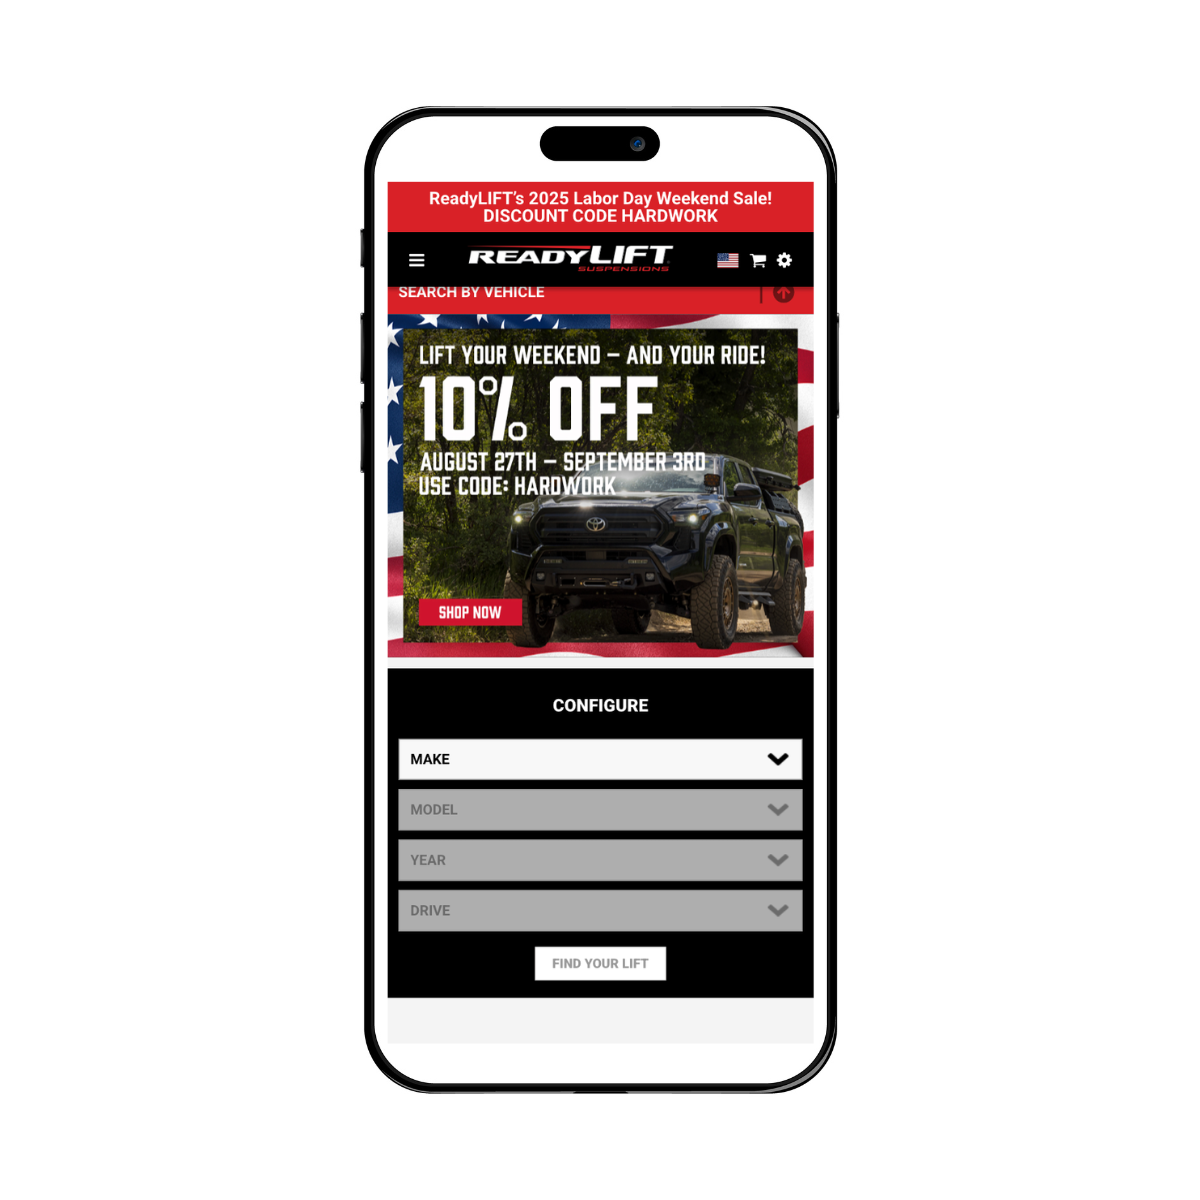 ReadyLIFT’s 2025 Labor Day Weekend Sale!
DISCOUNT CODE HARDWORK
READYLIFT
SUSPENSIONS
SEARCH BY VEHICLE
LIFT YOUR WEEKEND – AND YOUR RIDE!
10% OFF
AUGUST 27TH – SEPTEMBER 3RD
USE CODE: HARDWORK
SHOP NOW
CONFIGURE
MAKE
MODEL
YEAR
DRIVE
FIND YOUR LIFT